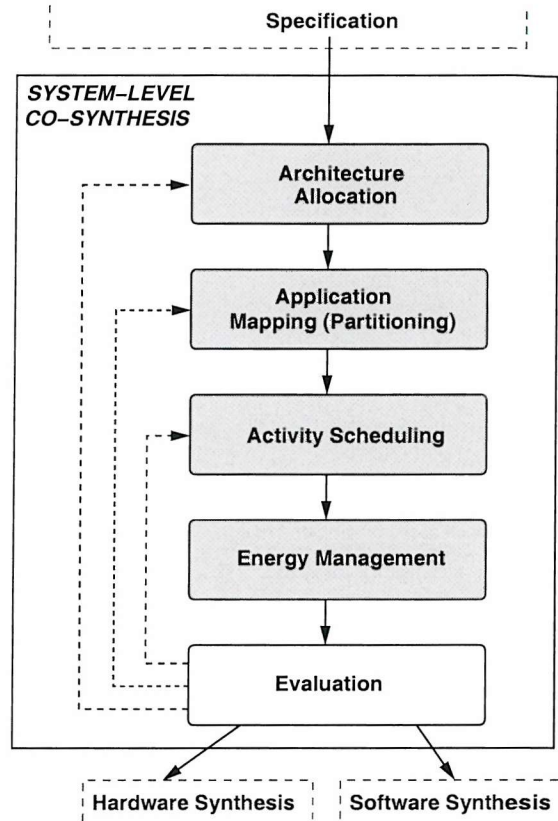 Specification
SYSTEM–LEVEL
CO–SYNTHESIS
Architecture
Allocation
Application
Mapping (Partitioning)
Activity Scheduling
Energy Management
Evaluation
Hardware Synthesis
Software Synthesis